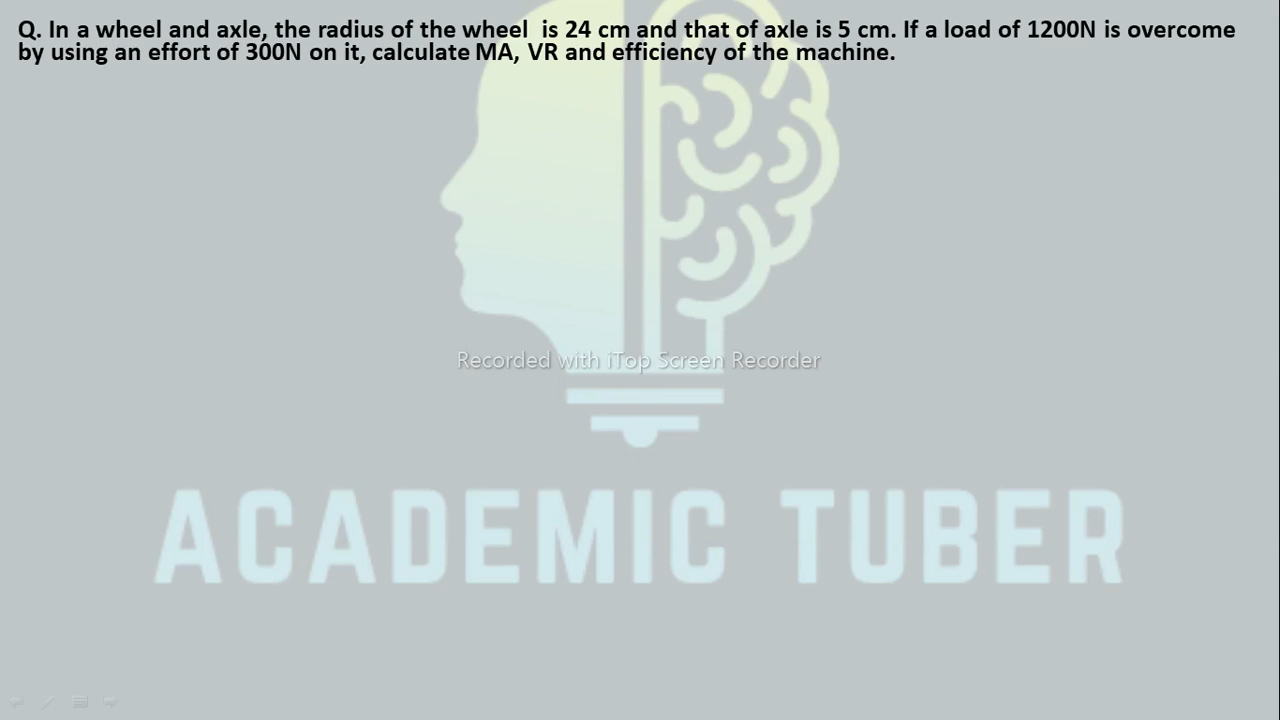 Q. In a wheel and axle, the radius of the wheel  is 24 cm and that of axle is 5 cm. If a load of 1200N is overcome
by using an effort of 300N on it, calculate MA, VR and efficiency of the machine.
Recorded with iTop Screen Recorder
ACADEMIC TUBER